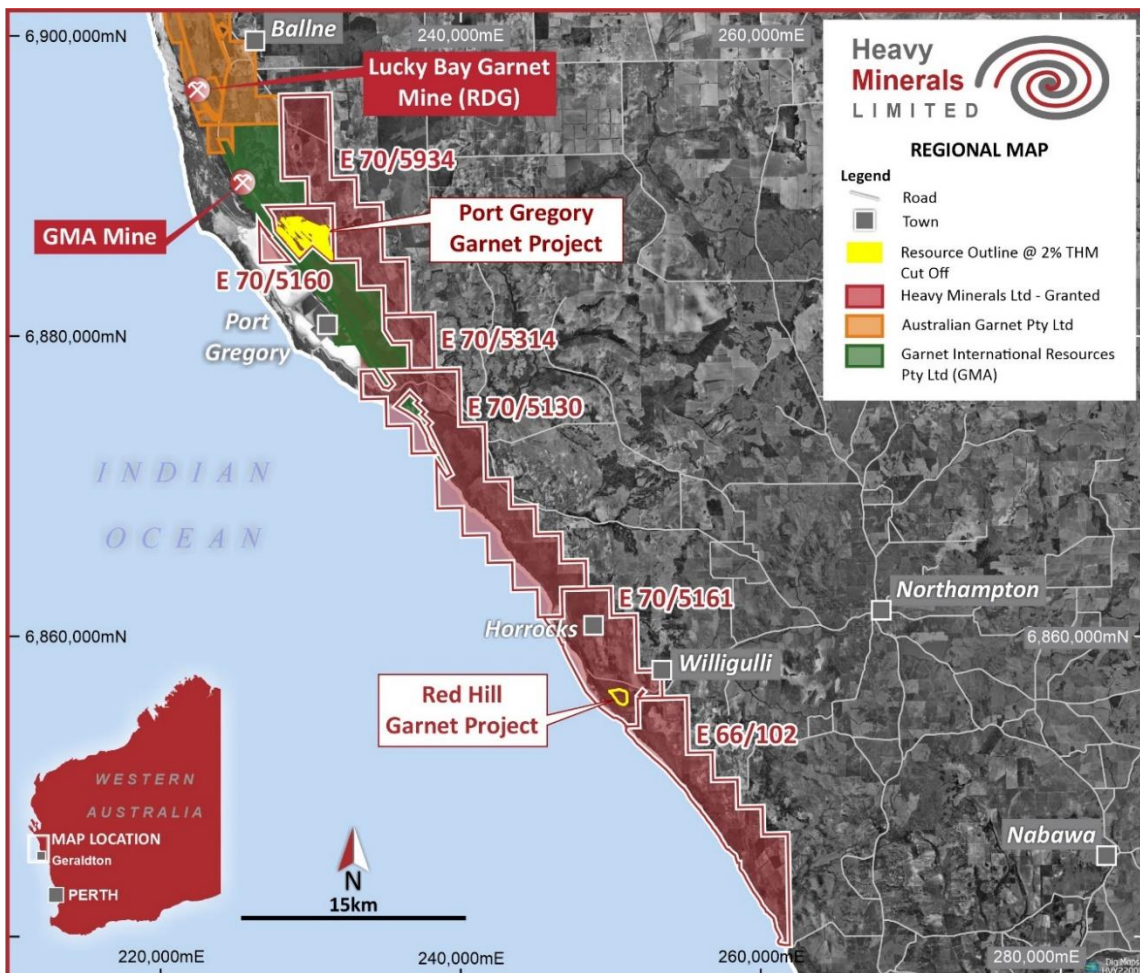 6,900,000mN
Ballne
240,000mE
260,000mE
Lucky Bay Garnet
Mine (RDG)
E 70/5934
GMA Mine
Port Gregory
Garnet Project
E 70/5160
Port
Gregory
6,880,000mN
E 70/5314
E 70/5130
INDIAN
OCEAN
E 70/5161
Horrocks
Northampton
6,860,000mN
6,860,000mN
Willigulli
Red Hill
Garnet Project
E 66/102
Nabawa
Heavy
Minerals
LIMITED
REGIONAL MAP
Legend
Road
Town
Resource Outline @ 2% THM
Cut Off
Heavy Minerals Ltd - Granted
Australian Garnet Pty Ltd
Garnet International Resources
Pty Ltd (GMA)
WESTERN
AUSTRALIA
MAP LOCATION
Geraldton
PERTH
N
15km
220,000mE
240,000mE
260,000mE
280,000mE
DigMaps